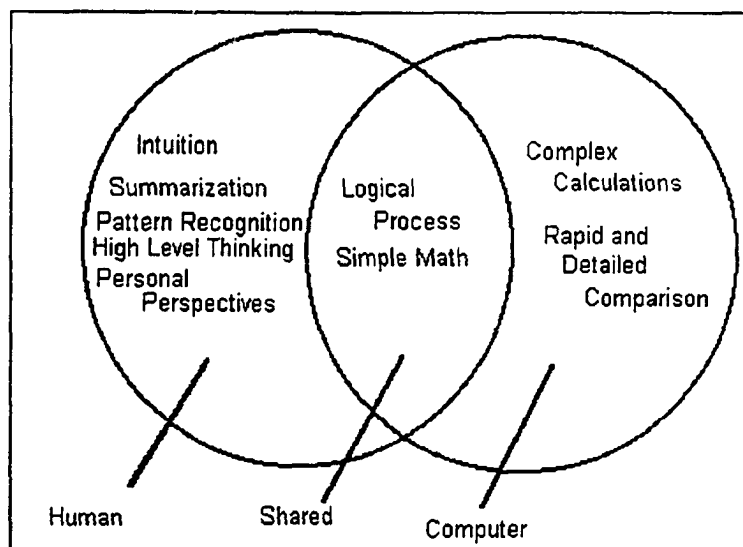 Intuition
Summarization
Pattern Recognition
High Level Thinking
Personal
Perspectives
Logical
Process
Simple Math
Complex
Calculations
Rapid and
Detailed
Comparison
Human
Shared
Computer